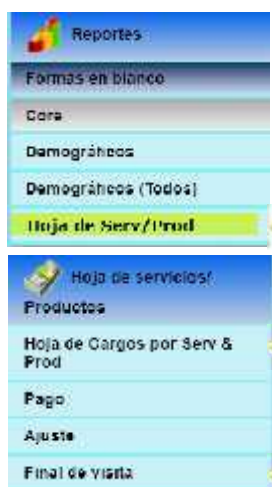 Reportes
Formas en blanco
Core
Demográficos
Demográficos (Todos)
Hoja de Serv/Prod
Hoja de servicios/
Productos
Hoja de Cargos por Serv &
Prod
Pago
Ajuste
Final de visita